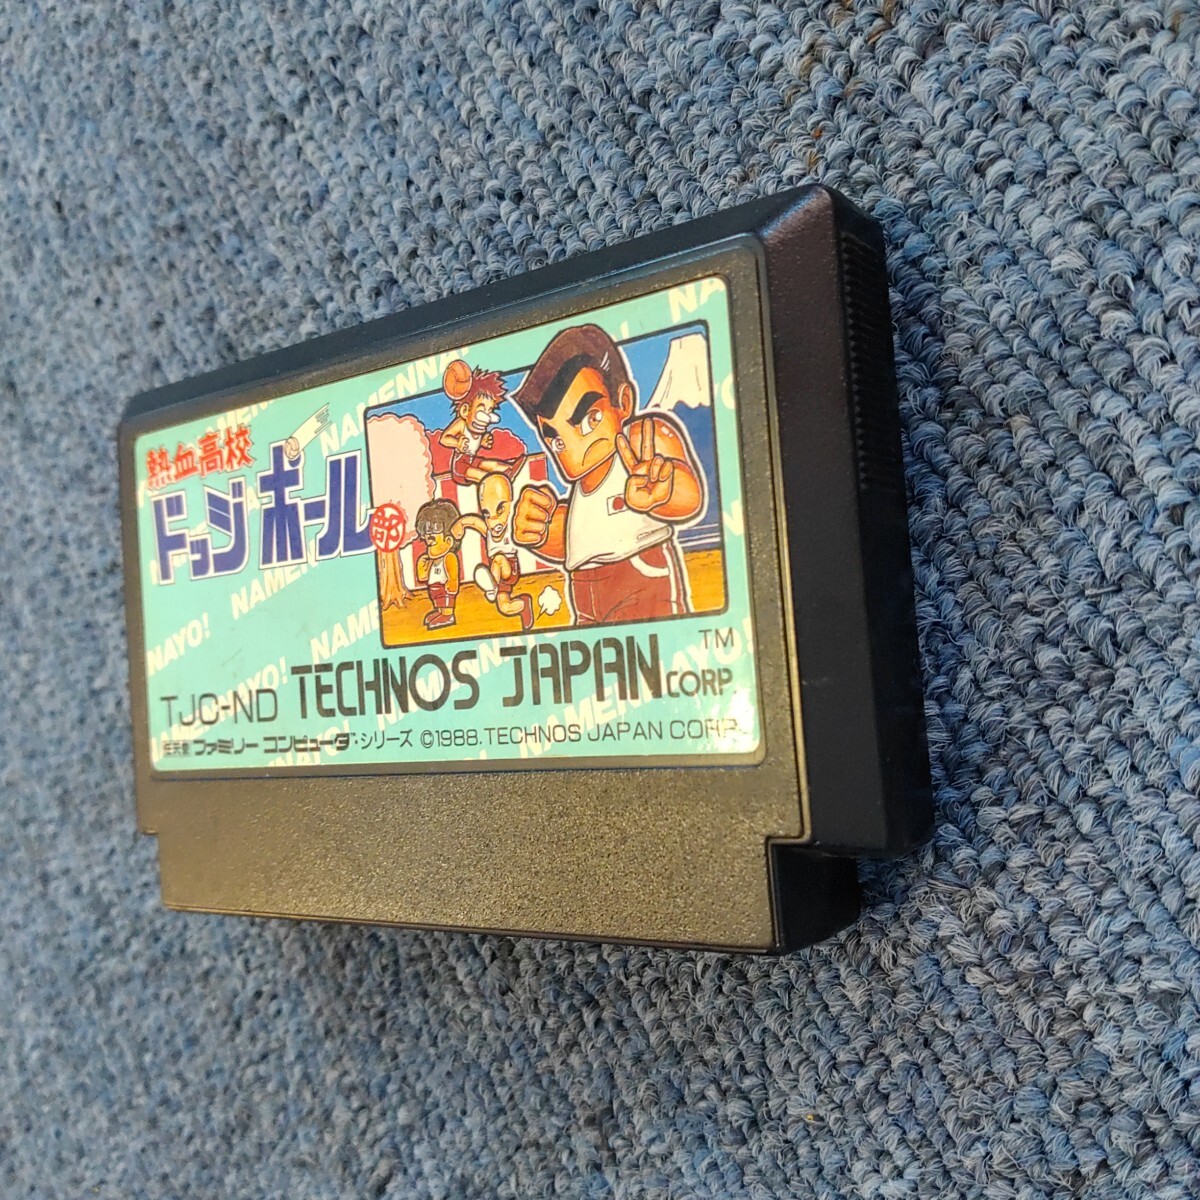 熱血高校
ドッジボール部
NAMENNAYO!
TJC-ND TECHNOS JAPAN CORP. TM
任天堂 ファミリーコンピュータ™シリーズ ©1988. TECHNOS JAPAN CORP.